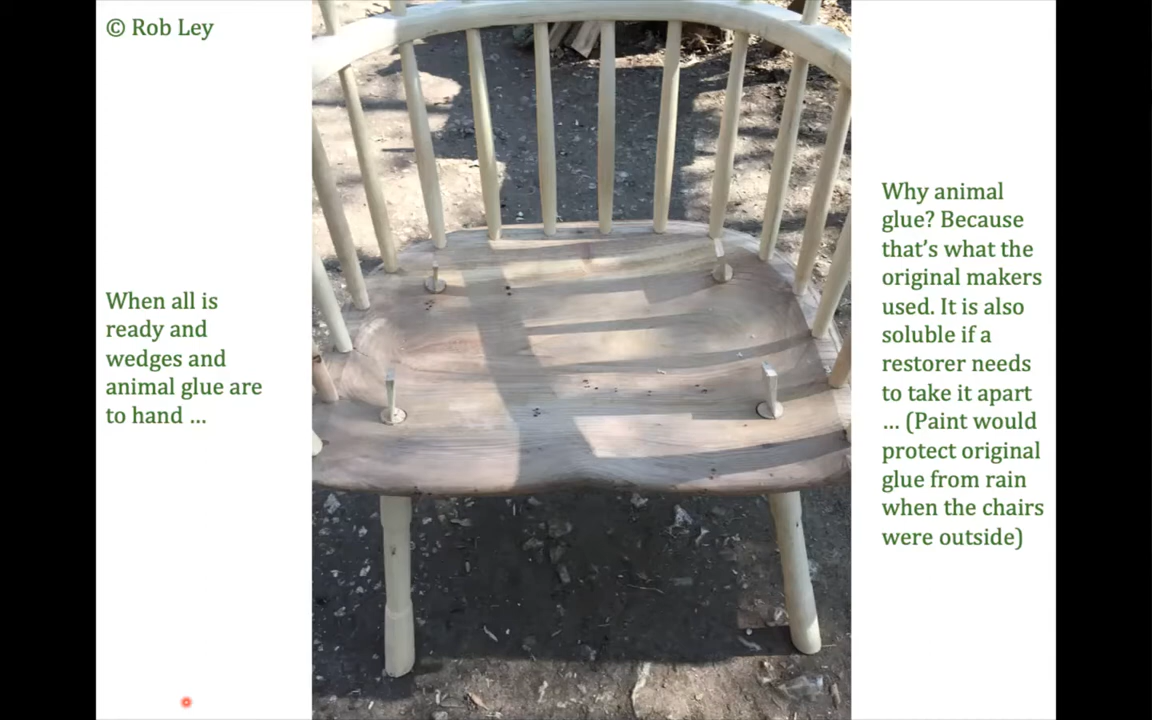 © Rob Ley
When all is
ready and
wedges and
animal glue are
to hand …
Why animal
glue? Because
that’s what the
original makers
used. It is also
soluble if a
restorer needs
to take it apart
… (Paint would
protect original
glue from rain
when the chairs
were outside)